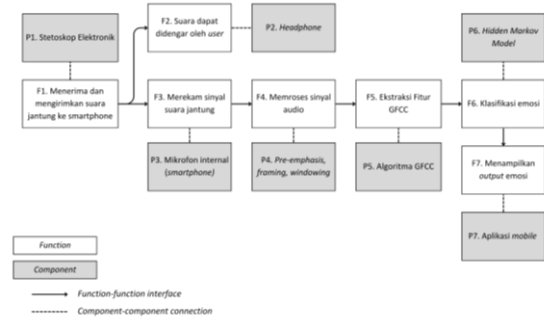 P1. Stetoskop Elektronik
F2. Suara dapat
didengar oleh user
P2. Headphone
P6. Hidden Markov
Model
F1. Menerima dan
mengirimkan suara
jantung ke smartphone
F3. Merekam sinyal
suara jantung
F4. Memroses sinyal
audio
F5. Ekstraksi Fitur
GFCC
F6. Klasifikasi emosi
P3. Mikrofon internal
(smartphone)
P4. Pre-emphasis,
framing, windowing
P5. Algoritma GFCC
F7. Menampilkan
output emosi
P7. Aplikasi mobile
Function
Component
Function-function interface
Component-component connection